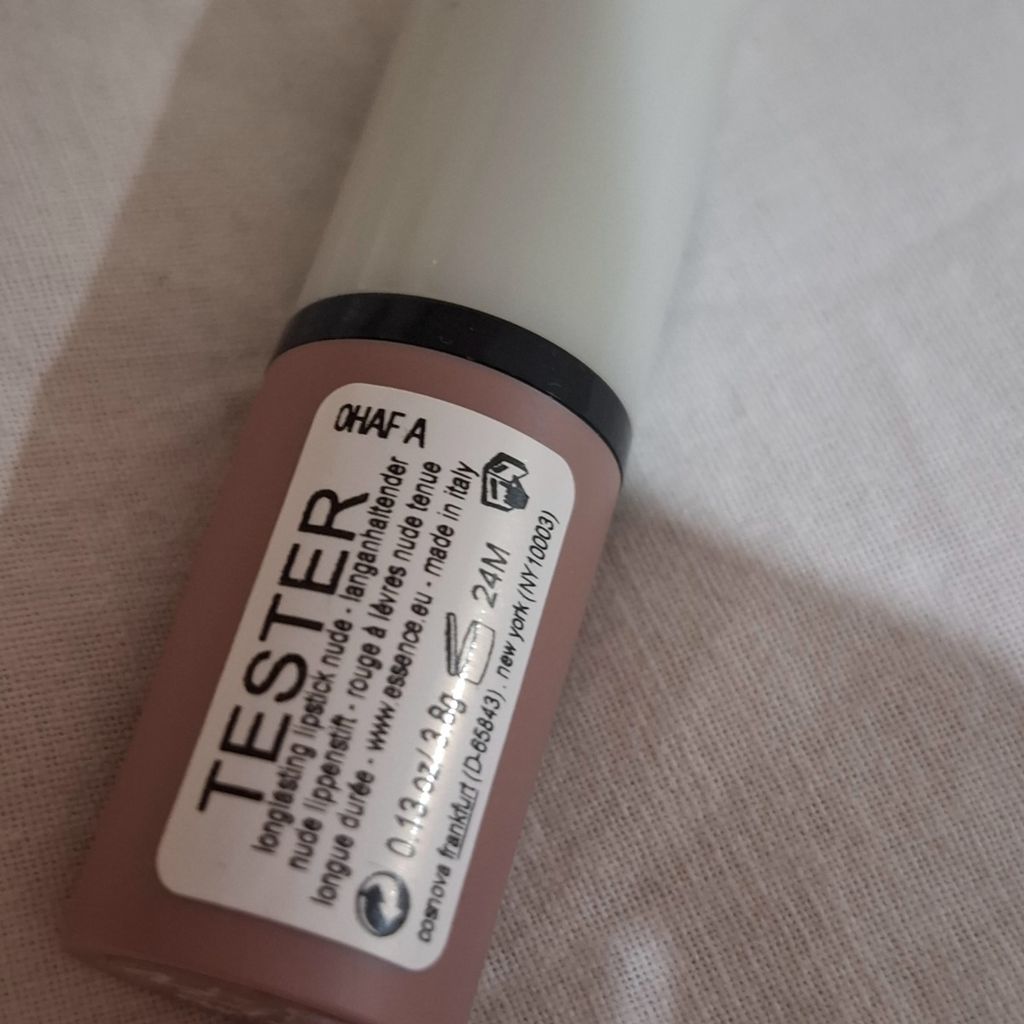 0HAF A
TESTER
longlasting lipstick nude - langanhaltender
nude lippenstift - rouge à lèvres nude tenue
longue durée - www.essence.eu - made in italy
0.13 oz/ 3.8g 24M
cosnova frankfurt (D-65843). new york (NY10003)